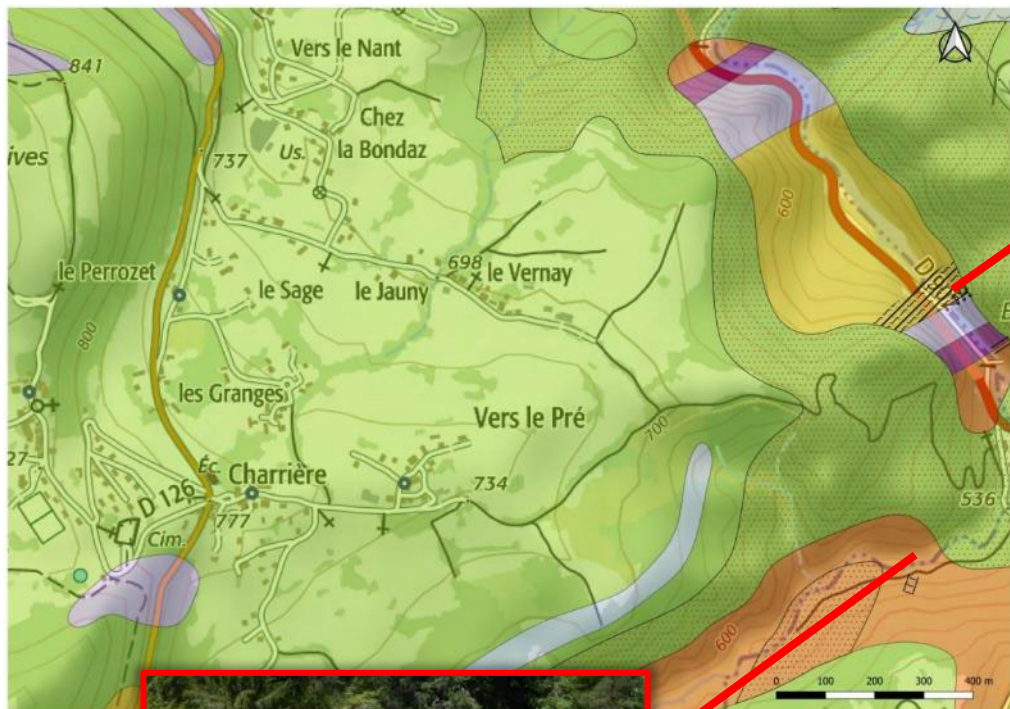 841
Vers le Nant
ives
Chez
la Bondaz
Us.
737
600
698
le Vernay
le Perrozet
le Sage
le Jauny
800
les Granges
Vers le Pré
700
27
Éc.
Charrière
734
D 126
777
Cim.
536
600
0 100 200 300 400 m